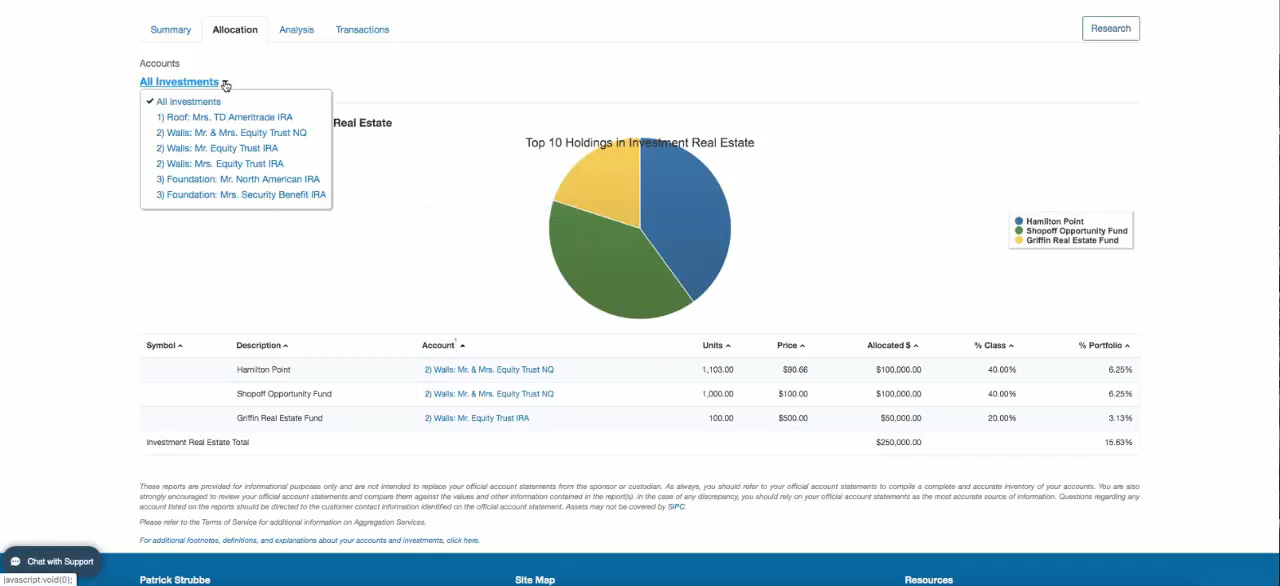 Summary Allocation Analysis Transactions Research
Accounts
All Investments
All Investments
1) Roof: Mrs. TD Ameritrade IRA
2) Walls: Mr. & Mrs. Equity Trust NQ
2) Walls: Mr. Equity Trust IRA
2) Walls: Mrs. Equity Trust IRA
3) Foundation: Mr. North American IRA
3) Foundation: Mrs. Security Benefit IRA
Real Estate
Top 10 Holdings in Investment Real Estate
Hamilton Point
Shopoff Opportunity Fund
Griffin Real Estate Fund
Symbol Description Account 1 Units Price Allocated $ % Class % Portfolio
Hamilton Point 2) Walls: Mr. & Mrs. Equity Trust NQ 1,103.00 $90.66 $100,000.00 40.00% 6.25%
Shopoff Opportunity Fund 2) Walls: Mr. & Mrs. Equity Trust NQ 1,000.00 $100.00 $100,000.00 40.00% 6.25%
Griffin Real Estate Fund 2) Walls: Mr. Equity Trust IRA 100.00 $500.00 $50,000.00 20.00% 3.13%
Investment Real Estate Total $250,000.00 15.63%
These reports are provided for informational purposes only and are not intended to replace your official account statements from the sponsor or custodian. As always, you should refer to your official account statements to compile a complete and accurate inventory of your accounts. You are also
strongly encouraged to review your official account statements and compare them against the values and other information contained in the report(s). In the case of any discrepancy, you should rely on your official account statements as the most accurate source of information. Questions regarding any
account listed on the reports should be directed to the customer contact information identified on the official account statement. Assets may not be covered by SIPC.
Please refer to the Terms of Service for additional information on Aggregation Services.
For additional footnotes, definitions, and explanations about your accounts and investments, click here.
Chat with Support
javascript:void(0);
Patrick Strubbe Site Map Resources